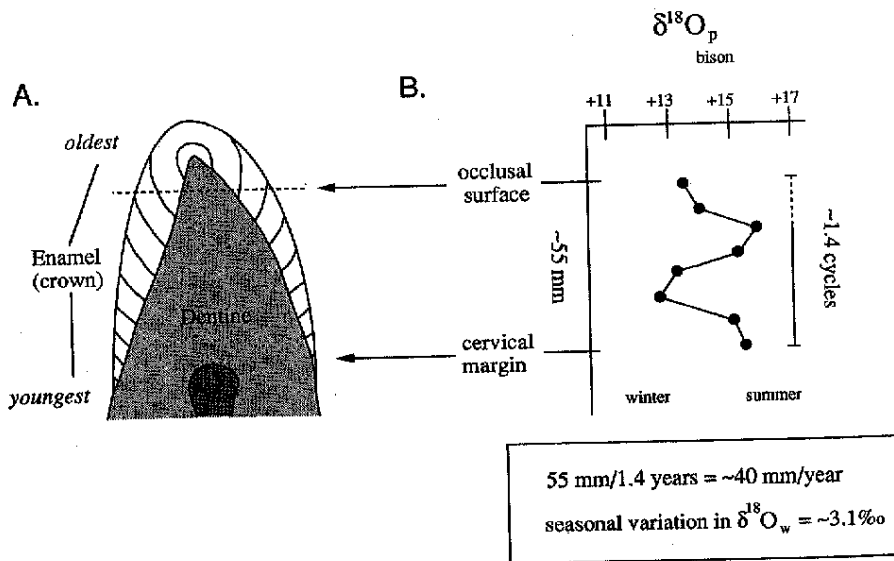 δ¹⁸Oₚ
bison
A.
B.
+11 +13 +15 +17
oldest
occlusal
surface
Enamel
(crown)
~55 mm
~1.4 cycles
Dentine
cervical
margin
youngest
winter summer
55 mm/1.4 years = ~40 mm/year
seasonal variation in δ¹⁸O_w = ~3.1‰